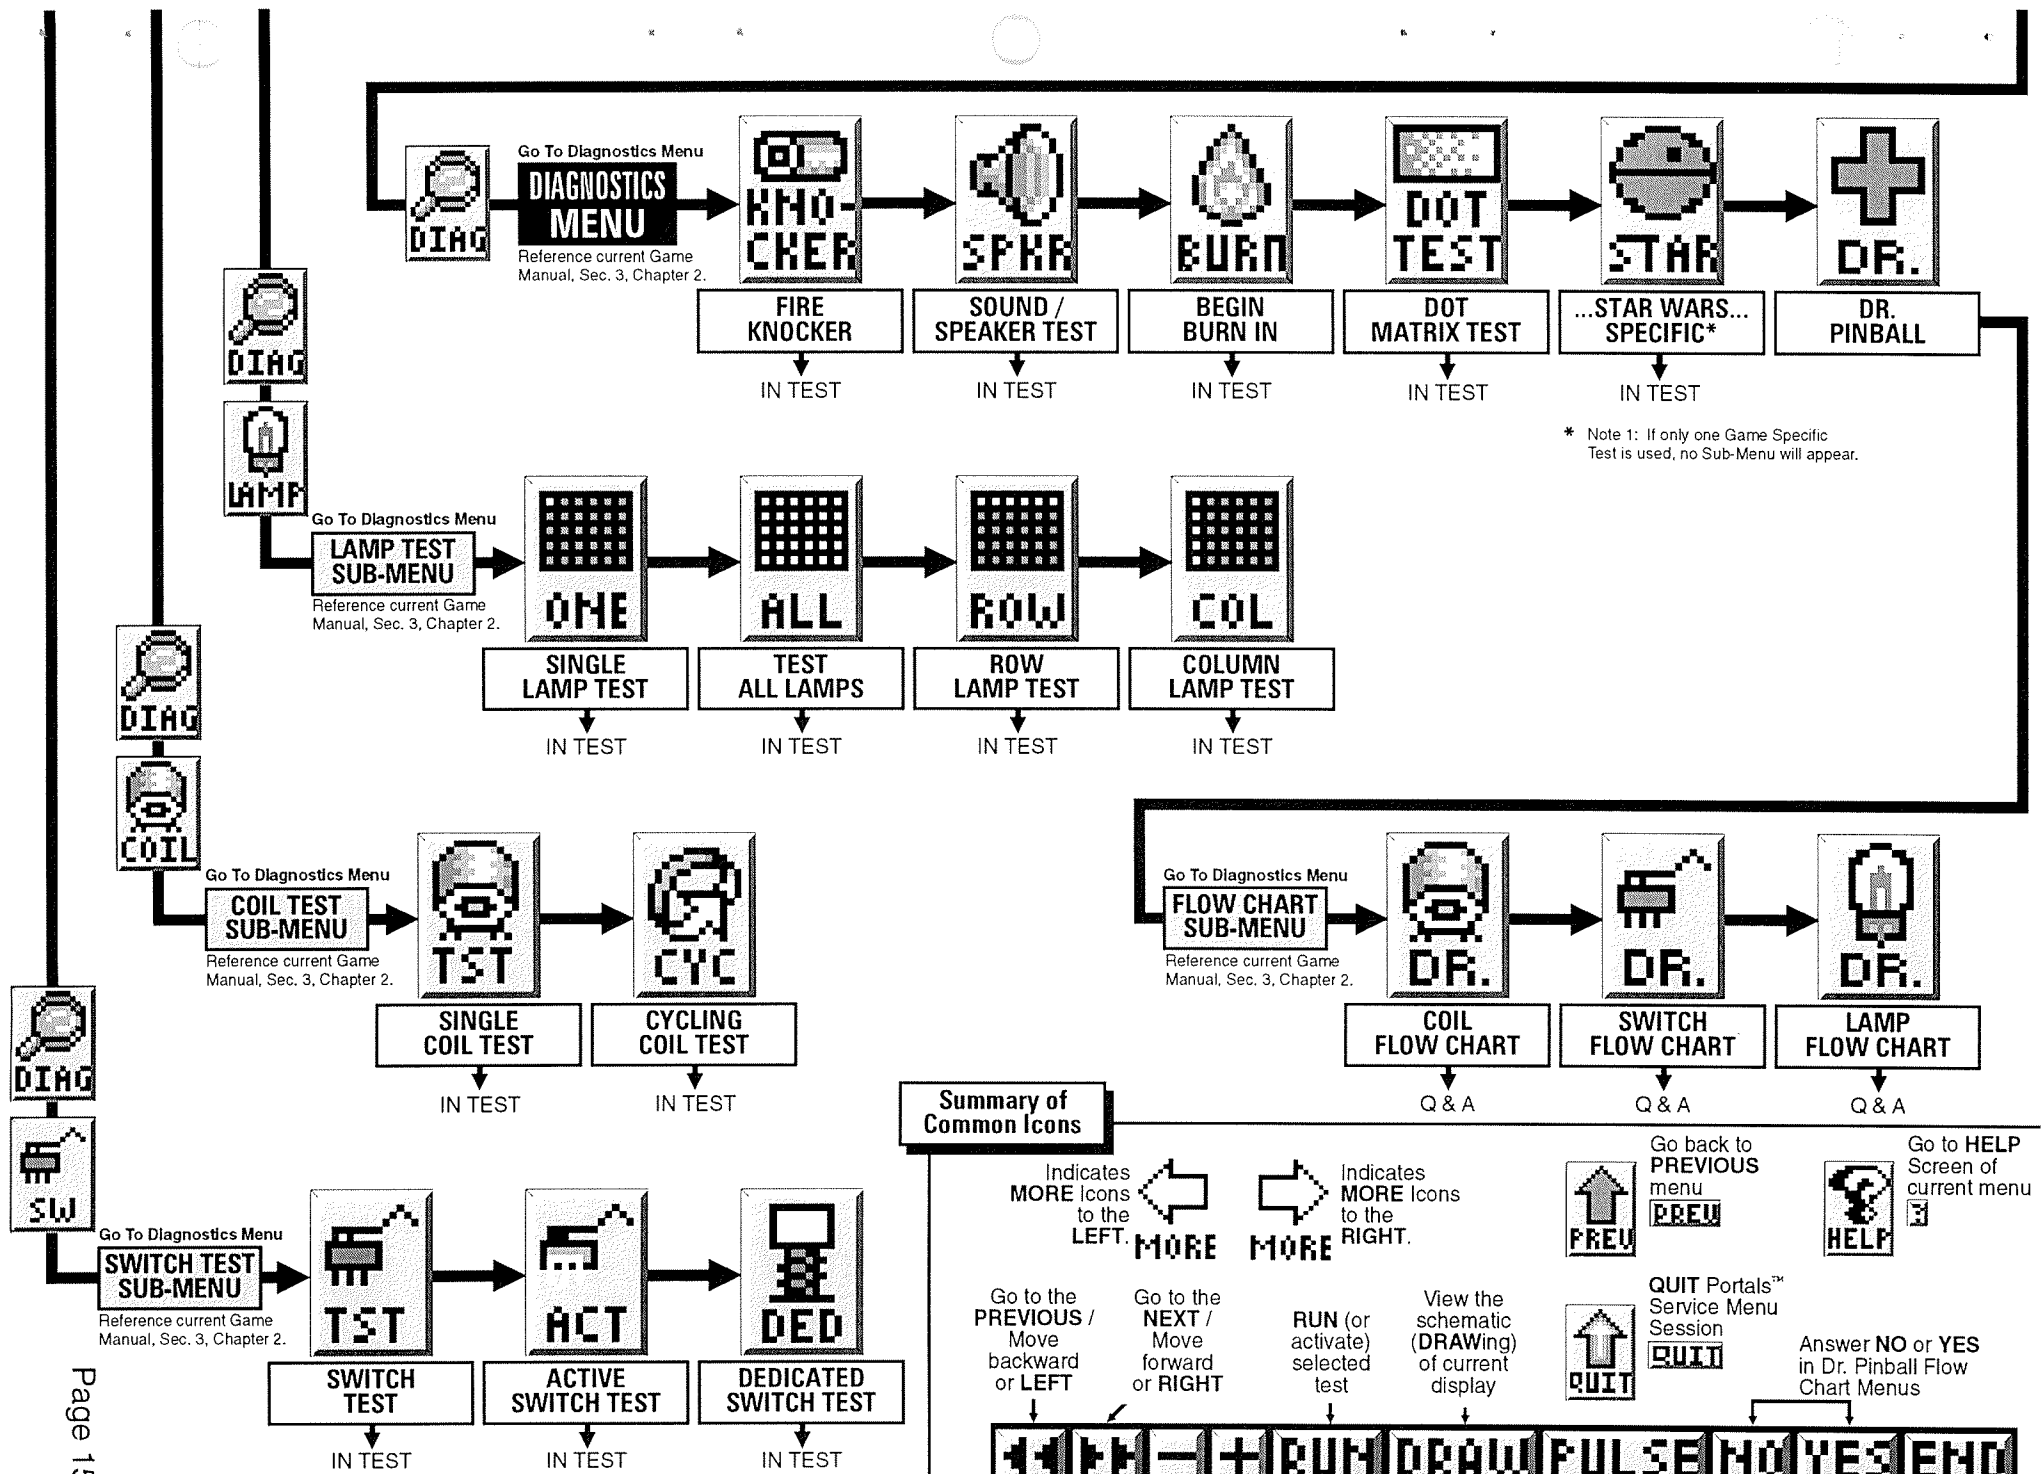 DIAG
Go To Diagnostics Menu
DIAGNOSTICS
MENU
Reference current Game
Manual, Sec. 3, Chapter 2.
KNO-
CKER
SPKR
BURN
DOT
TEST
STAR
DR.
FIRE
KNOCKER
SOUND /
SPEAKER TEST
BEGIN
BURN IN
DOT
MATRIX TEST
...STAR WARS...
SPECIFIC*
DR.
PINBALL
IN TEST
IN TEST
IN TEST
IN TEST
IN TEST
* Note 1: If only one Game Specific
Test is used, no Sub-Menu will appear.
DIAG
LAMP
Go To Diagnostics Menu
LAMP TEST
SUB-MENU
Reference current Game
Manual, Sec. 3, Chapter 2.
ONE
ALL
ROW
COL
SINGLE
LAMP TEST
TEST
ALL LAMPS
ROW
LAMP TEST
COLUMN
LAMP TEST
IN TEST
IN TEST
IN TEST
IN TEST
DIAG
COIL
Go To Diagnostics Menu
COIL TEST
SUB-MENU
Reference current Game
Manual, Sec. 3, Chapter 2.
TST
CYC
SINGLE
COIL TEST
CYCLING
COIL TEST
IN TEST
IN TEST
Go To Diagnostics Menu
FLOW CHART
SUB-MENU
Reference current Game
Manual, Sec. 3, Chapter 2.
DR.
DR.
DR.
COIL
FLOW CHART
SWITCH
FLOW CHART
LAMP
FLOW CHART
Q & A
Q & A
Q & A
DIAG
SW
Go To Diagnostics Menu
SWITCH TEST
SUB-MENU
Reference current Game
Manual, Sec. 3, Chapter 2.
TST
ACT
DED
SWITCH
TEST
ACTIVE
SWITCH TEST
DEDICATED
SWITCH TEST
IN TEST
IN TEST
IN TEST
Summary of
Common Icons
Indicates
MORE Icons
to the
LEFT.
MORE
MORE
Indicates
MORE Icons
to the
RIGHT.
PREV
Go back to
PREVIOUS
menu
PREV
HELP
Go to HELP
Screen of
current menu
?
Go to the
PREVIOUS /
Move
backward
or LEFT
Go to the
NEXT /
Move
forward
or RIGHT
RUN (or
activate)
selected
test
View the
schematic
(DRAWing)
of current
display
QUIT
QUIT Portals™
Service Menu
Session
QUIT
Answer NO or YES
in Dr. Pinball Flow
Chart Menus
- + RUN DRAW PULSE NO YES END
Page 15